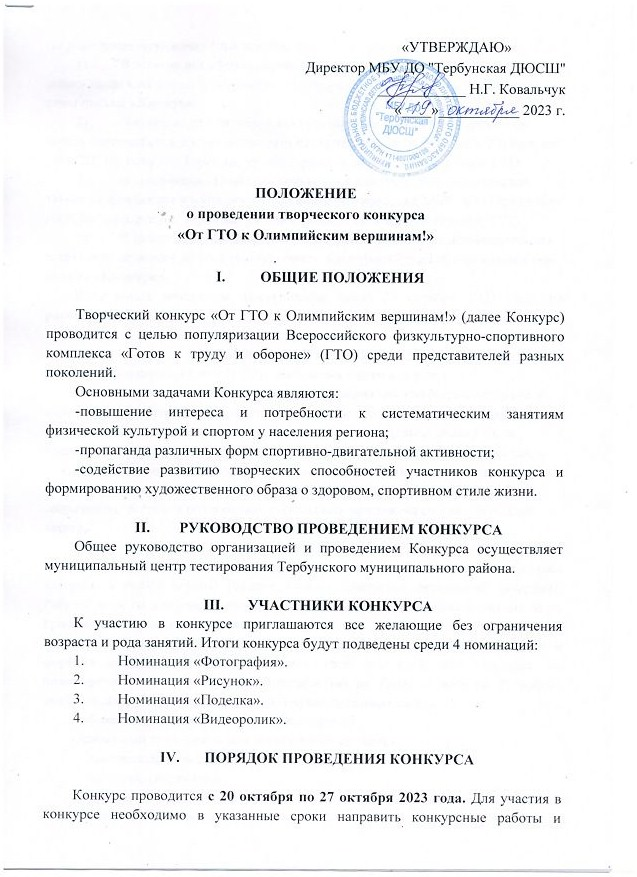 «УТВЕРЖДАЮ»
Директор МБУ ДО "Тербунская ДЮСШ"
Н.Г. Ковальчук
« 19 » октября 2023 г.
"Тербунская
ДЮСШ"
ПОЛОЖЕНИЕ
о проведении творческого конкурса
«От ГТО к Олимпийским вершинам!»
I. ОБЩИЕ ПОЛОЖЕНИЯ
Творческий конкурс «От ГТО к Олимпийским вершинам!» (далее Конкурс)
проводится с целью популяризации Всероссийского физкультурно-спортивного
комплекса «Готов к труду и обороне» (ГТО) среди представителей разных
поколений.
Основными задачами Конкурса являются:
-повышение интереса и потребности к систематическим занятиям
физической культурой и спортом у населения региона;
-пропаганда различных форм спортивно-двигательной активности;
-содействие развитию творческих способностей участников конкурса и
формированию художественного образа о здоровом, спортивном стиле жизни.
II. РУКОВОДСТВО ПРОВЕДЕНИЕМ КОНКУРСА
Общее руководство организацией и проведением Конкурса осуществляет
муниципальный центр тестирования Тербунского муниципального района.
III. УЧАСТНИКИ КОНКУРСА
К участию в конкурсе приглашаются все желающие без ограничения
возраста и рода занятий. Итоги конкурса будут подведены среди 4 номинаций:
1. Номинация «Фотография».
2. Номинация «Рисунок».
3. Номинация «Поделка».
4. Номинация «Видеоролик».
IV. ПОРЯДОК ПРОВЕДЕНИЯ КОНКУРСА
Конкурс проводится с 20 октября по 27 октября 2023 года. Для участия в
конкурсе необходимо в указанные сроки направить конкурсные работы и